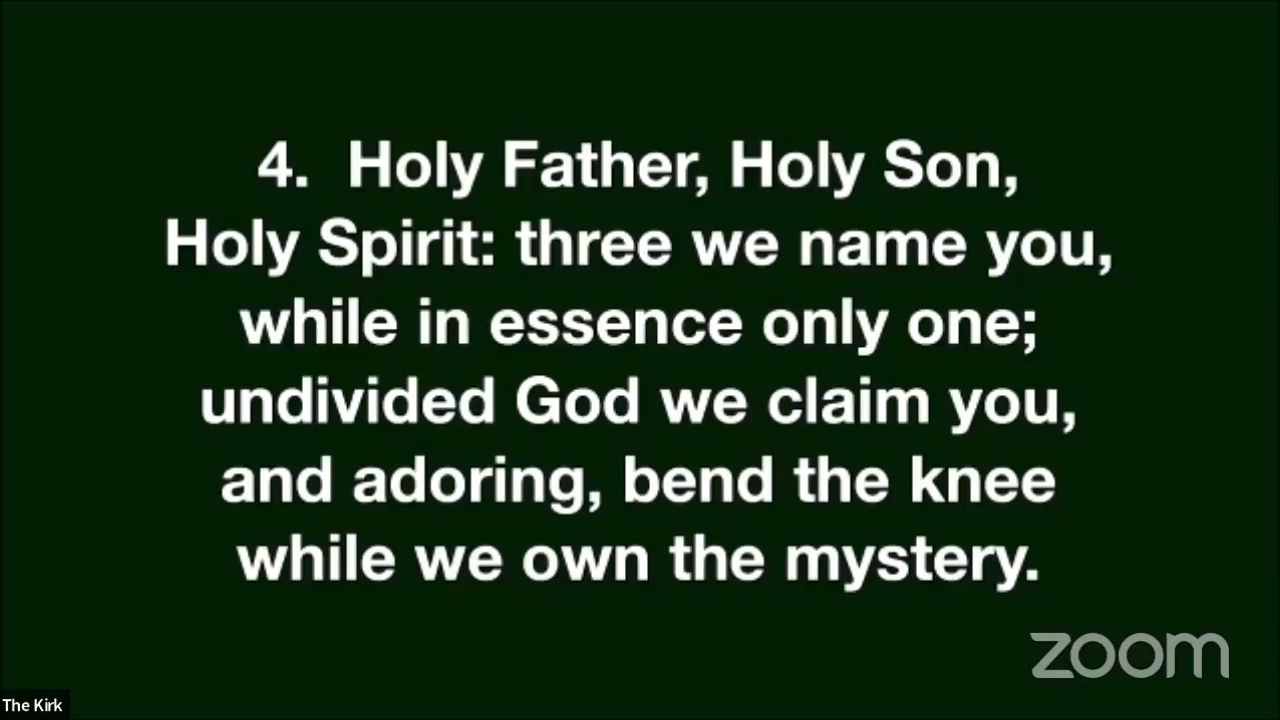 4. Holy Father, Holy Son,
Holy Spirit: three we name you,
while in essence only one;
undivided God we claim you,
and adoring, bend the knee
while we own the mystery.
zoom
The Kirk